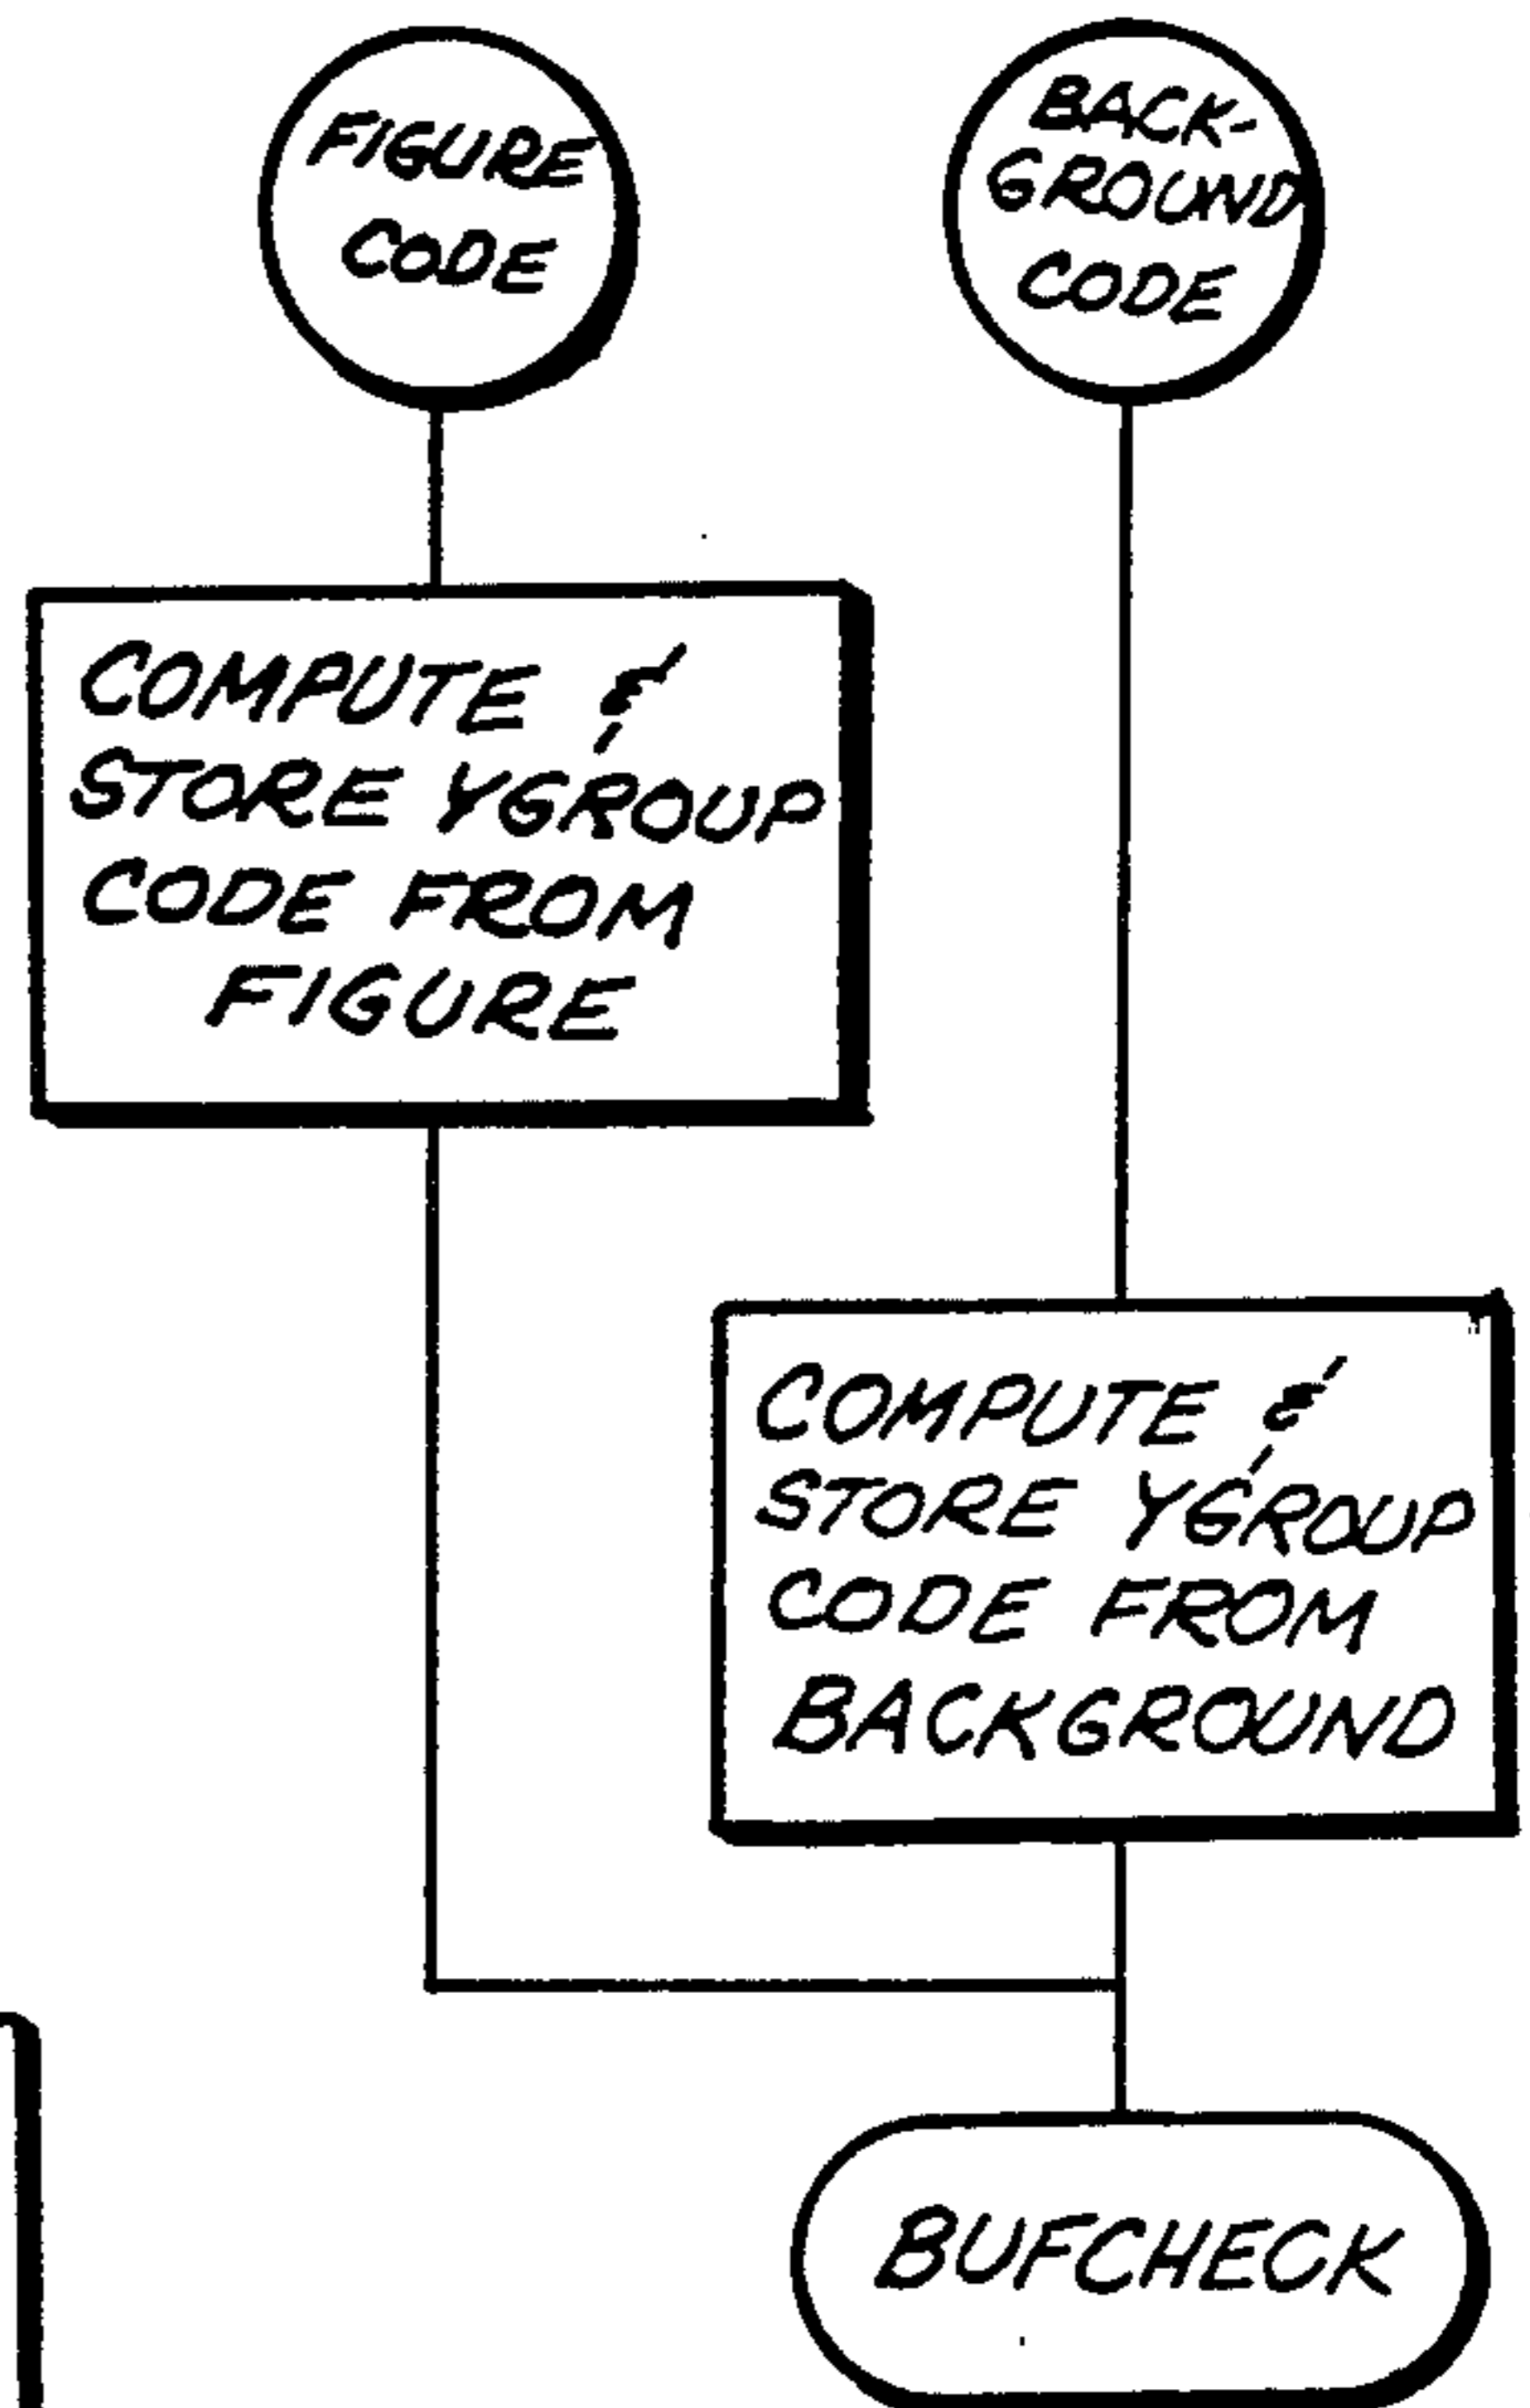 FIGURE
CODE
BACK-
GROUND
CODE
COMPUTE &
STORE YGROUP
CODE FROM
FIGURE
COMPUTE &
STORE YGROUP
CODE FROM
BACKGROUND
BUFCHECK